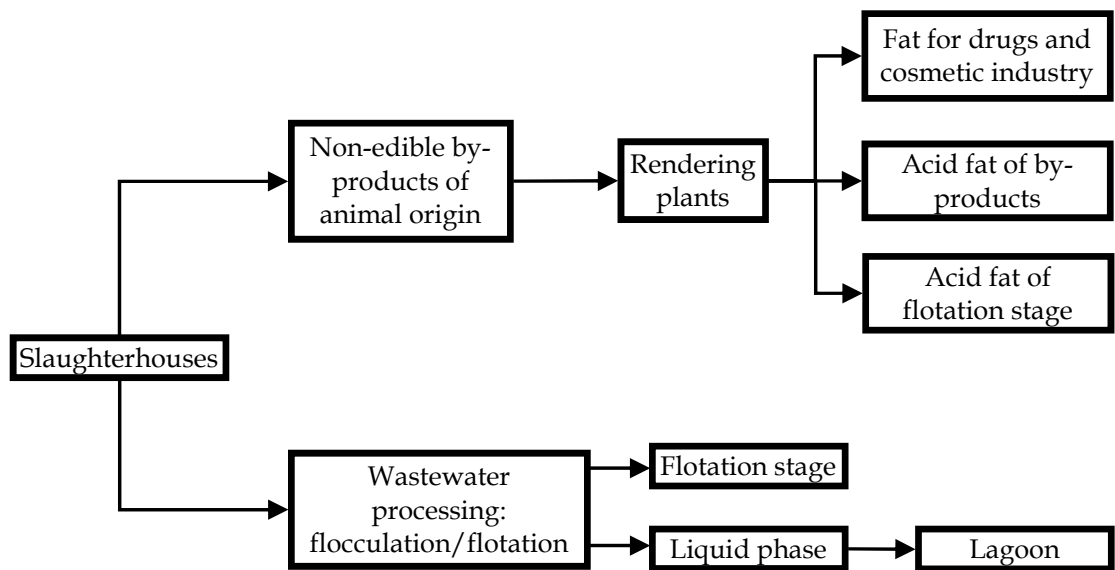 Fat for drugs and
cosmetic industry
Non-edible by-
products of
animal origin
Rendering
plants
Acid fat of by-
products
Acid fat of
flotation stage
Slaughterhouses
Wastewater
processing:
flocculation/flotation
Flotation stage
Liquid phase
Lagoon